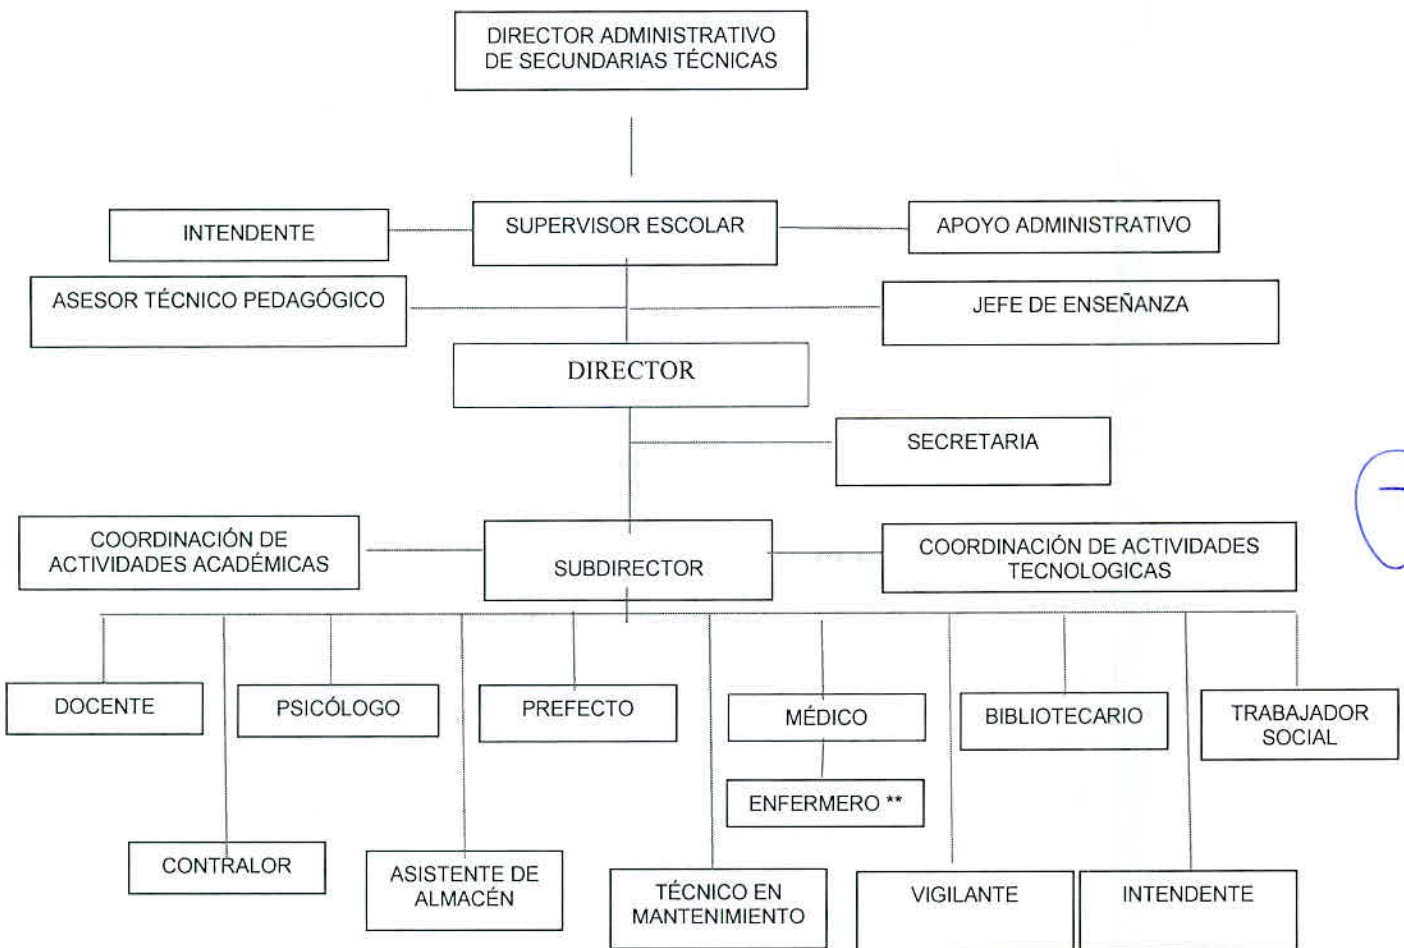 DIRECTOR ADMINISTRATIVO
DE SECUNDARIAS TÉCNICAS
INTENDENTE
SUPERVISOR ESCOLAR
APOYO ADMINISTRATIVO
ASESOR TÉCNICO PEDAGÓGICO
JEFE DE ENSEÑANZA
DIRECTOR
SECRETARIA
COORDINACIÓN DE
ACTIVIDADES ACADÉMICAS
SUBDIRECTOR
COORDINACIÓN DE ACTIVIDADES
TECNOLOGICAS
DOCENTE
PSICÓLOGO
PREFECTO
MÉDICO
BIBLIOTECARIO
TRABAJADOR
SOCIAL
ENFERMERO **
CONTRALOR
ASISTENTE DE
ALMACÉN
TÉCNICO EN
MANTENIMIENTO
VIGILANTE
INTENDENTE